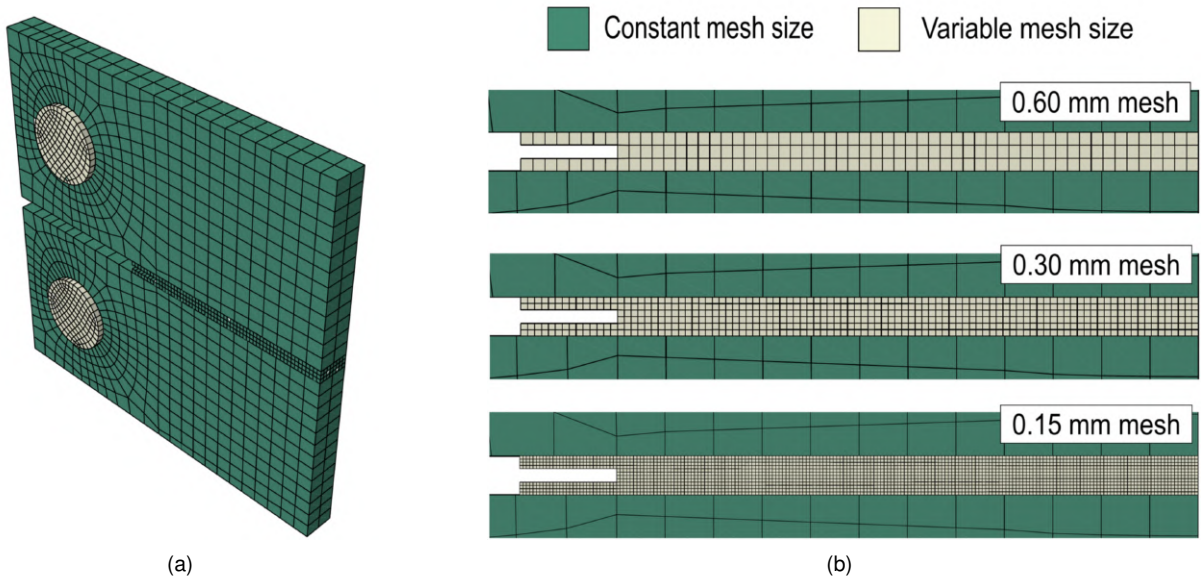 Constant mesh size
Variable mesh size
0.60 mm mesh
0.30 mm mesh
0.15 mm mesh
(a)
(b)